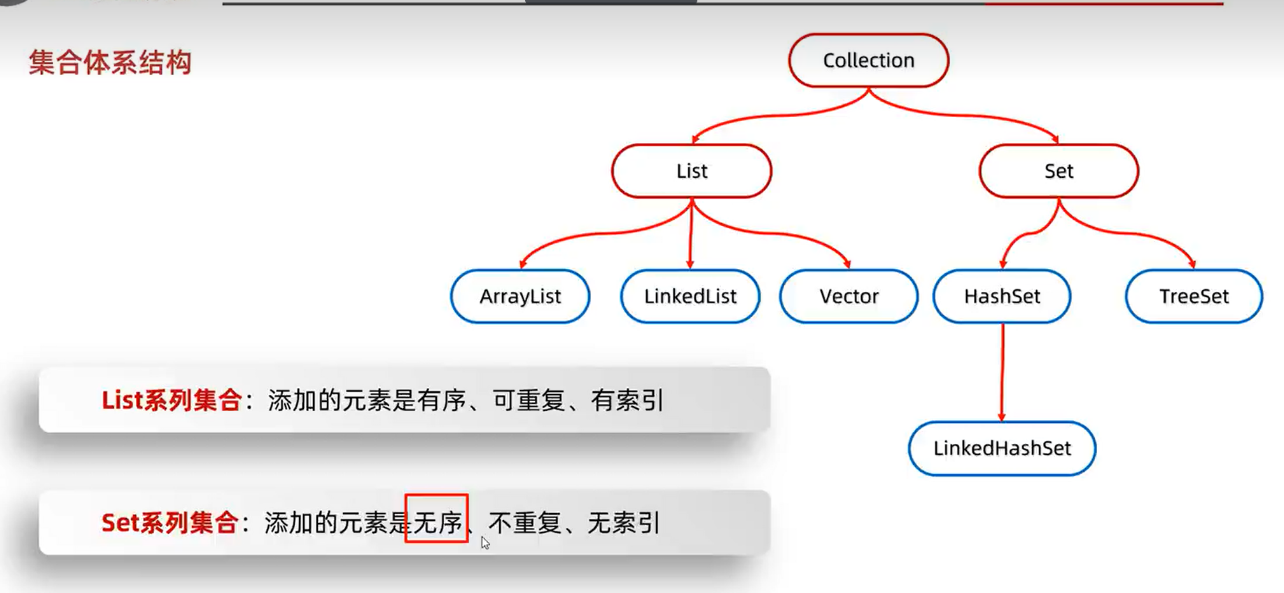 集合体系结构
Collection
List
Set
ArrayList
LinkedList
Vector
HashSet
TreeSet
List系列集合：添加的元素是有序、可重复、有索引
LinkedHashSet
Set系列集合：添加的元素是无序、不重复、无索引